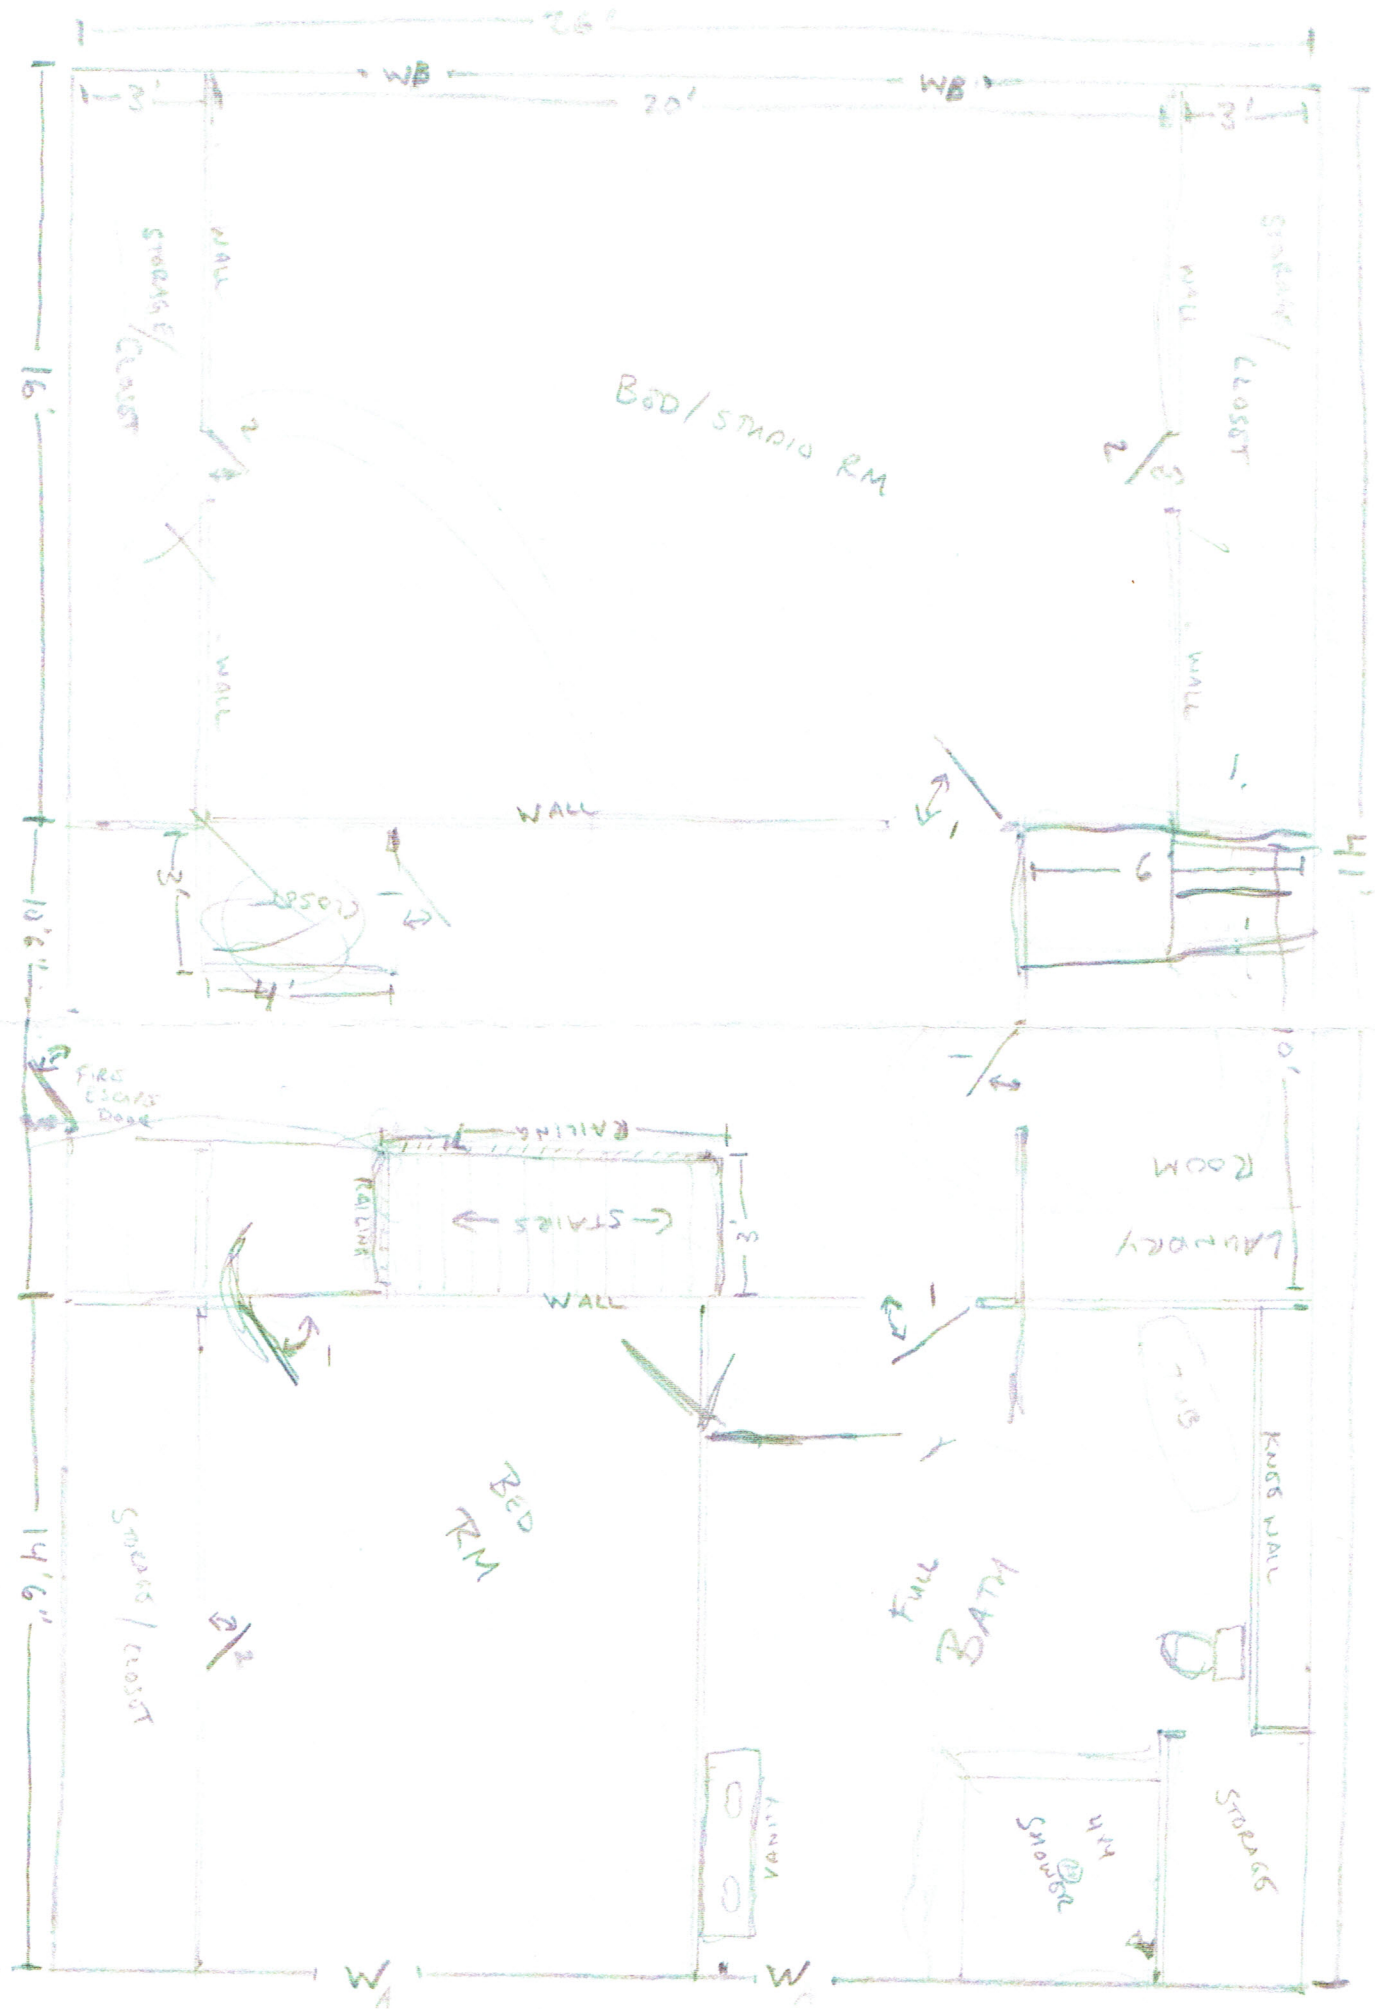 26'
WB
WB
3'
20'
3'
WALL
STORAGE/
CLOSET
WALL
STORAGE/
CLOSET
16'
BED/STUDIO RM
2
2
WALL
WALL
1
WALL
1
41'
3'
CLOSET
1
6
1
4'
10'6"
10'
FIRE
ESCAPE
DOOR
1
RAILING
RAILING
STAIRS
3'
LAUNDRY
ROOM
WALL
1
1
TUB
KNEE WALL
1
BED
RM
14'6"
STORAGE/CLOSET
2
FULL
BATH
VANITY
4x4
SHOWER
STORAGE
W
W